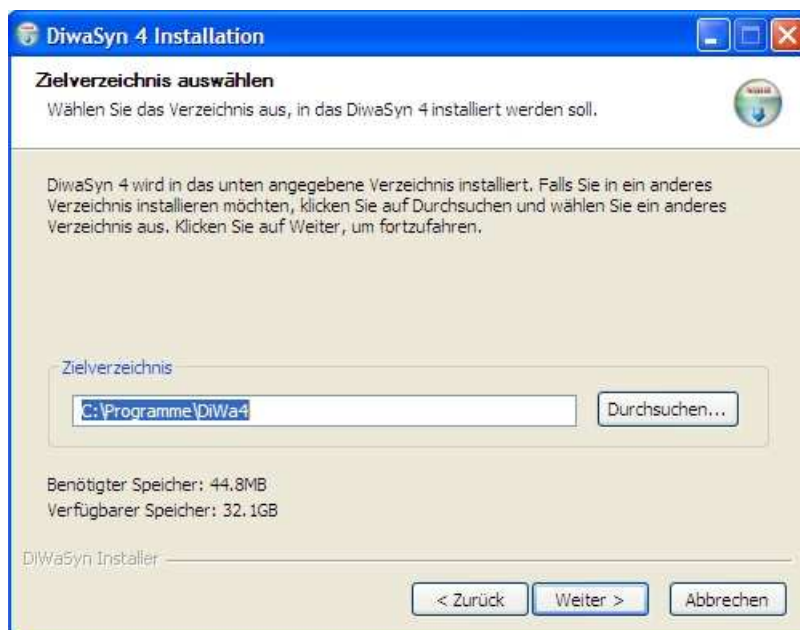 DiwaSyn 4 Installation
Zielverzeichnis auswählen
Wählen Sie das Verzeichnis aus, in das DiwaSyn 4 installiert werden soll.
DiwaSyn 4 wird in das unten angegebene Verzeichnis installiert. Falls Sie in ein anderes
Verzeichnis installieren möchten, klicken Sie auf Durchsuchen und wählen Sie ein anderes
Verzeichnis aus. Klicken Sie auf Weiter, um fortzufahren.
Zielverzeichnis
C:\Programme\DiWa4
Durchsuchen...
Benötigter Speicher: 44.8MB
Verfügbarer Speicher: 32.1GB
DiWaSyn Installer
< Zurück
Weiter >
Abbrechen